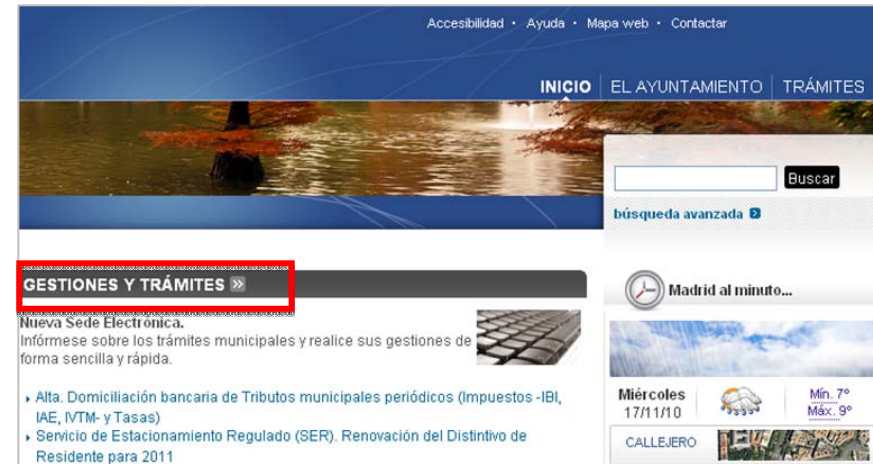 Accesibilidad · Ayuda · Mapa web · Contactar
INICIO EL AYUNTAMIENTO TRÁMITES
Buscar
búsqueda avanzada
GESTIONES Y TRÁMITES »
Nueva Sede Electrónica.
Infórmese sobre los trámites municipales y realice sus gestiones de
forma sencilla y rápida.
Alta. Domiciliación bancaria de Tributos municipales periódicos (Impuestos -IBI,
IAE, IVTM- y Tasas)
Servicio de Estacionamiento Regulado (SER). Renovación del Distintivo de
Residente para 2011
Madrid al minuto...
Miércoles
17/11/10
Mín. 7º
Máx. 9º
CALLEJERO